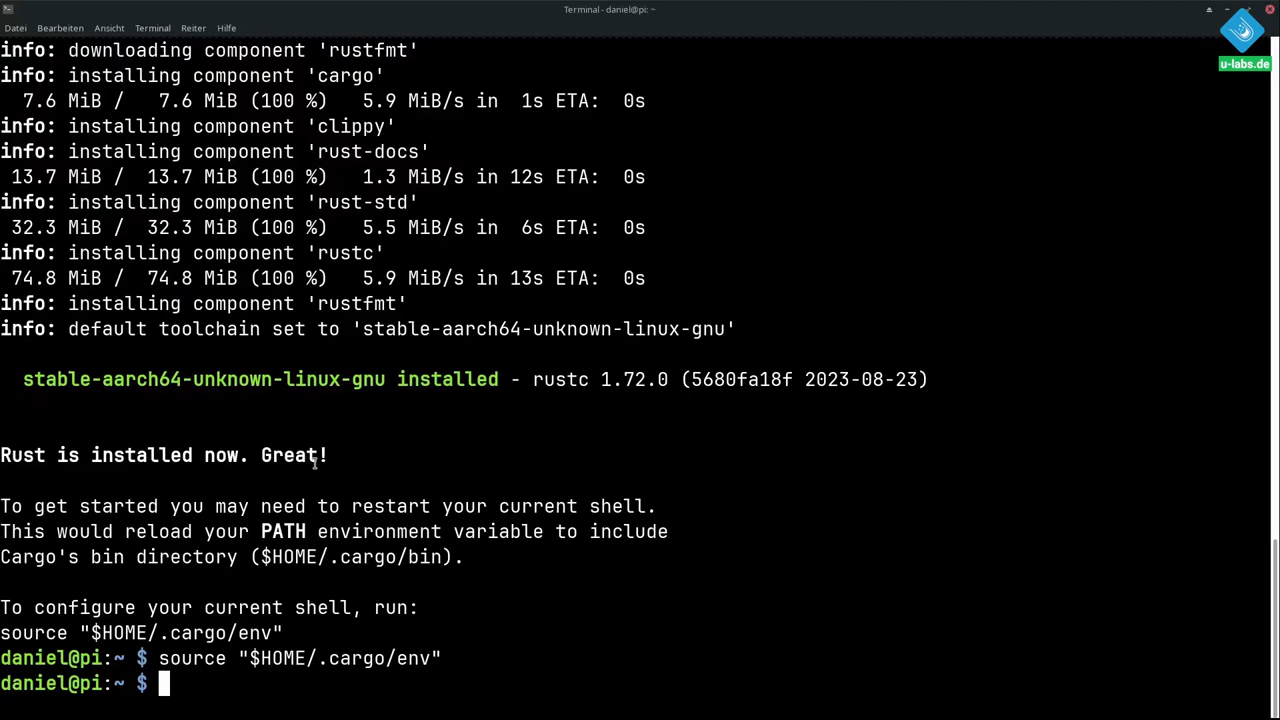 Terminal - daniel@pi: ~
Datei Bearbeiten Ansicht Terminal Reiter Hilfe
u-labs.de
info: downloading component 'rustfmt'
info: installing component 'cargo'
  7.6 MiB /   7.6 MiB (100 %)   5.9 MiB/s in  1s ETA:  0s
info: installing component 'clippy'
info: installing component 'rust-docs'
 13.7 MiB /  13.7 MiB (100 %)   1.3 MiB/s in 12s ETA:  0s
info: installing component 'rust-std'
 32.3 MiB /  32.3 MiB (100 %)   5.5 MiB/s in  6s ETA:  0s
info: installing component 'rustc'
 74.8 MiB /  74.8 MiB (100 %)   5.9 MiB/s in 13s ETA:  0s
info: installing component 'rustfmt'
info: default toolchain set to 'stable-aarch64-unknown-linux-gnu'
  stable-aarch64-unknown-linux-gnu installed - rustc 1.72.0 (5680fa18f 2023-08-23)
Rust is installed now. Great!
To get started you may need to restart your current shell.
This would reload your PATH environment variable to include
Cargo's bin directory ($HOME/.cargo/bin).
To configure your current shell, run:
source "$HOME/.cargo/env"
daniel@pi:~ $ source "$HOME/.cargo/env"
daniel@pi:~ $